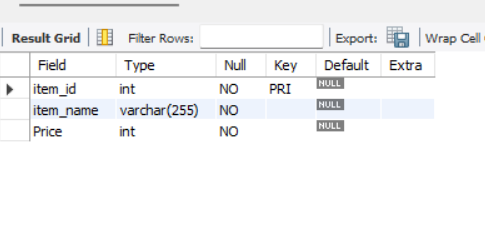 Result Grid Filter Rows: Export: Wrap Cell
Field Type Null Key Default Extra
item_id int NO PRI NULL
item_name varchar(255) NO NULL
Price int NO NULL